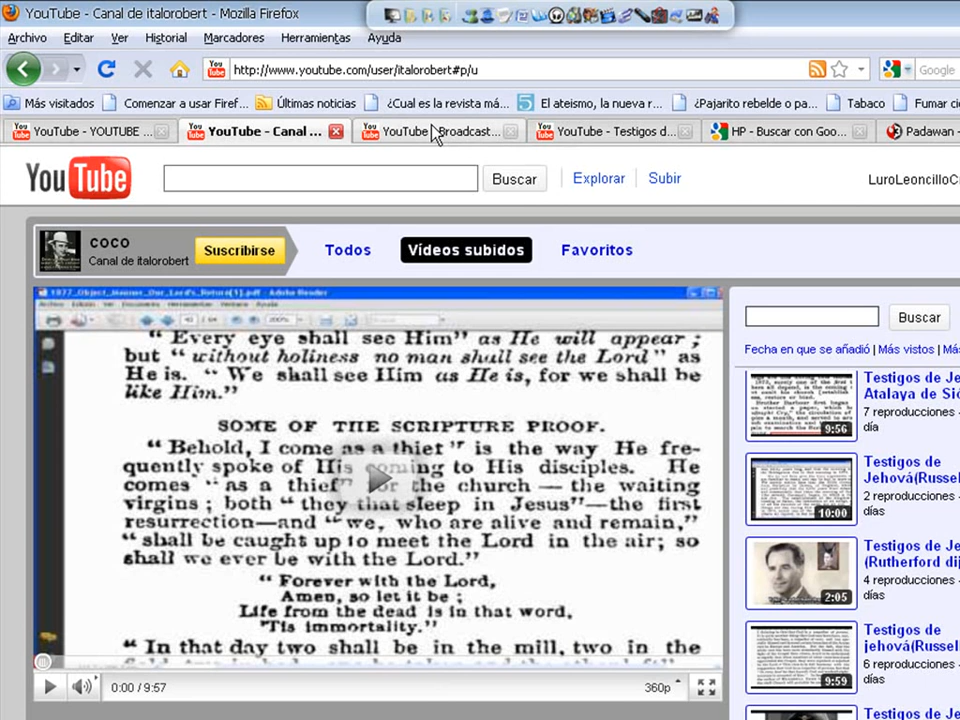 YouTube - Canal de italorobert - Mozilla Firefox
Archivo Editar Ver Historial Marcadores Herramientas Ayuda
You Tube http://www.youtube.com/user/italorobert#p/u Google
Más visitados Comenzar a usar Firef... Últimas noticias ¿Cual es la revista má... 5 El ateismo, la nueva r... ¿Pajarito rebelde o pa... Tabaco Fumar ci
YouTube - YOUTUBE ... YouTube - Canal ... YouTube Broadcast... YouTube - Testigos d... HP - Buscar con Goo... Padawan -
YouTube Buscar Explorar Subir LuroLeoncilloC
COCO
Canal de italorobert
Suscribirse Todos Vídeos subidos Favoritos
1877_Object_Manner_Our_Lord's_Return[1].pdf - Adobe Reader
"Every eye shall see Him" as He will appear;
but "without holiness no man shall see the Lord" as
He is. "We shall see Him as He is, for we shall be
like Him."
SOME OF THE SCRIPTURE PROOF.
"Behold, I come as a thief" is the way He fre-
quently spoke of His coming to His disciples. He
comes "as a thief" for the church — the waiting
virgins; both "they that sleep in Jesus"—the first
resurrection—and "we, who are alive and remain,"
"shall be caught up to meet the Lord in the air; so
shall we ever be with the Lord."
"Forever with the Lord,
Amen, so let it be;
Life from the dead is in that word,
'Tis immortality."
"In that day two shall be in the mill, two in the
0:00 / 9:57 360p
Buscar
Fecha en que se añadió | Más vistos | Má
Testigos de Je
Atalaya de Sió
7 reproducciones -
día
9:56
Testigos de
Jehová(Russel
2 reproducciones -
días
10:00
Testigos de Je
(Rutherford dij
4 reproducciones -
días
2:05
Testigos de
jehová(Russel
6 reproducciones -
días
9:59
Testigos de Je